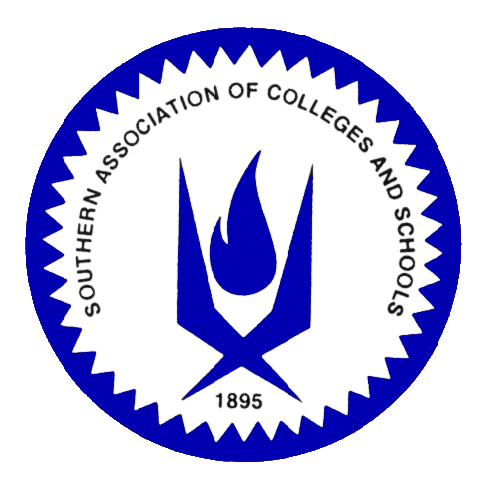 SOUTHERN ASSOCIATION OF COLLEGES AND SCHOOLS
1895